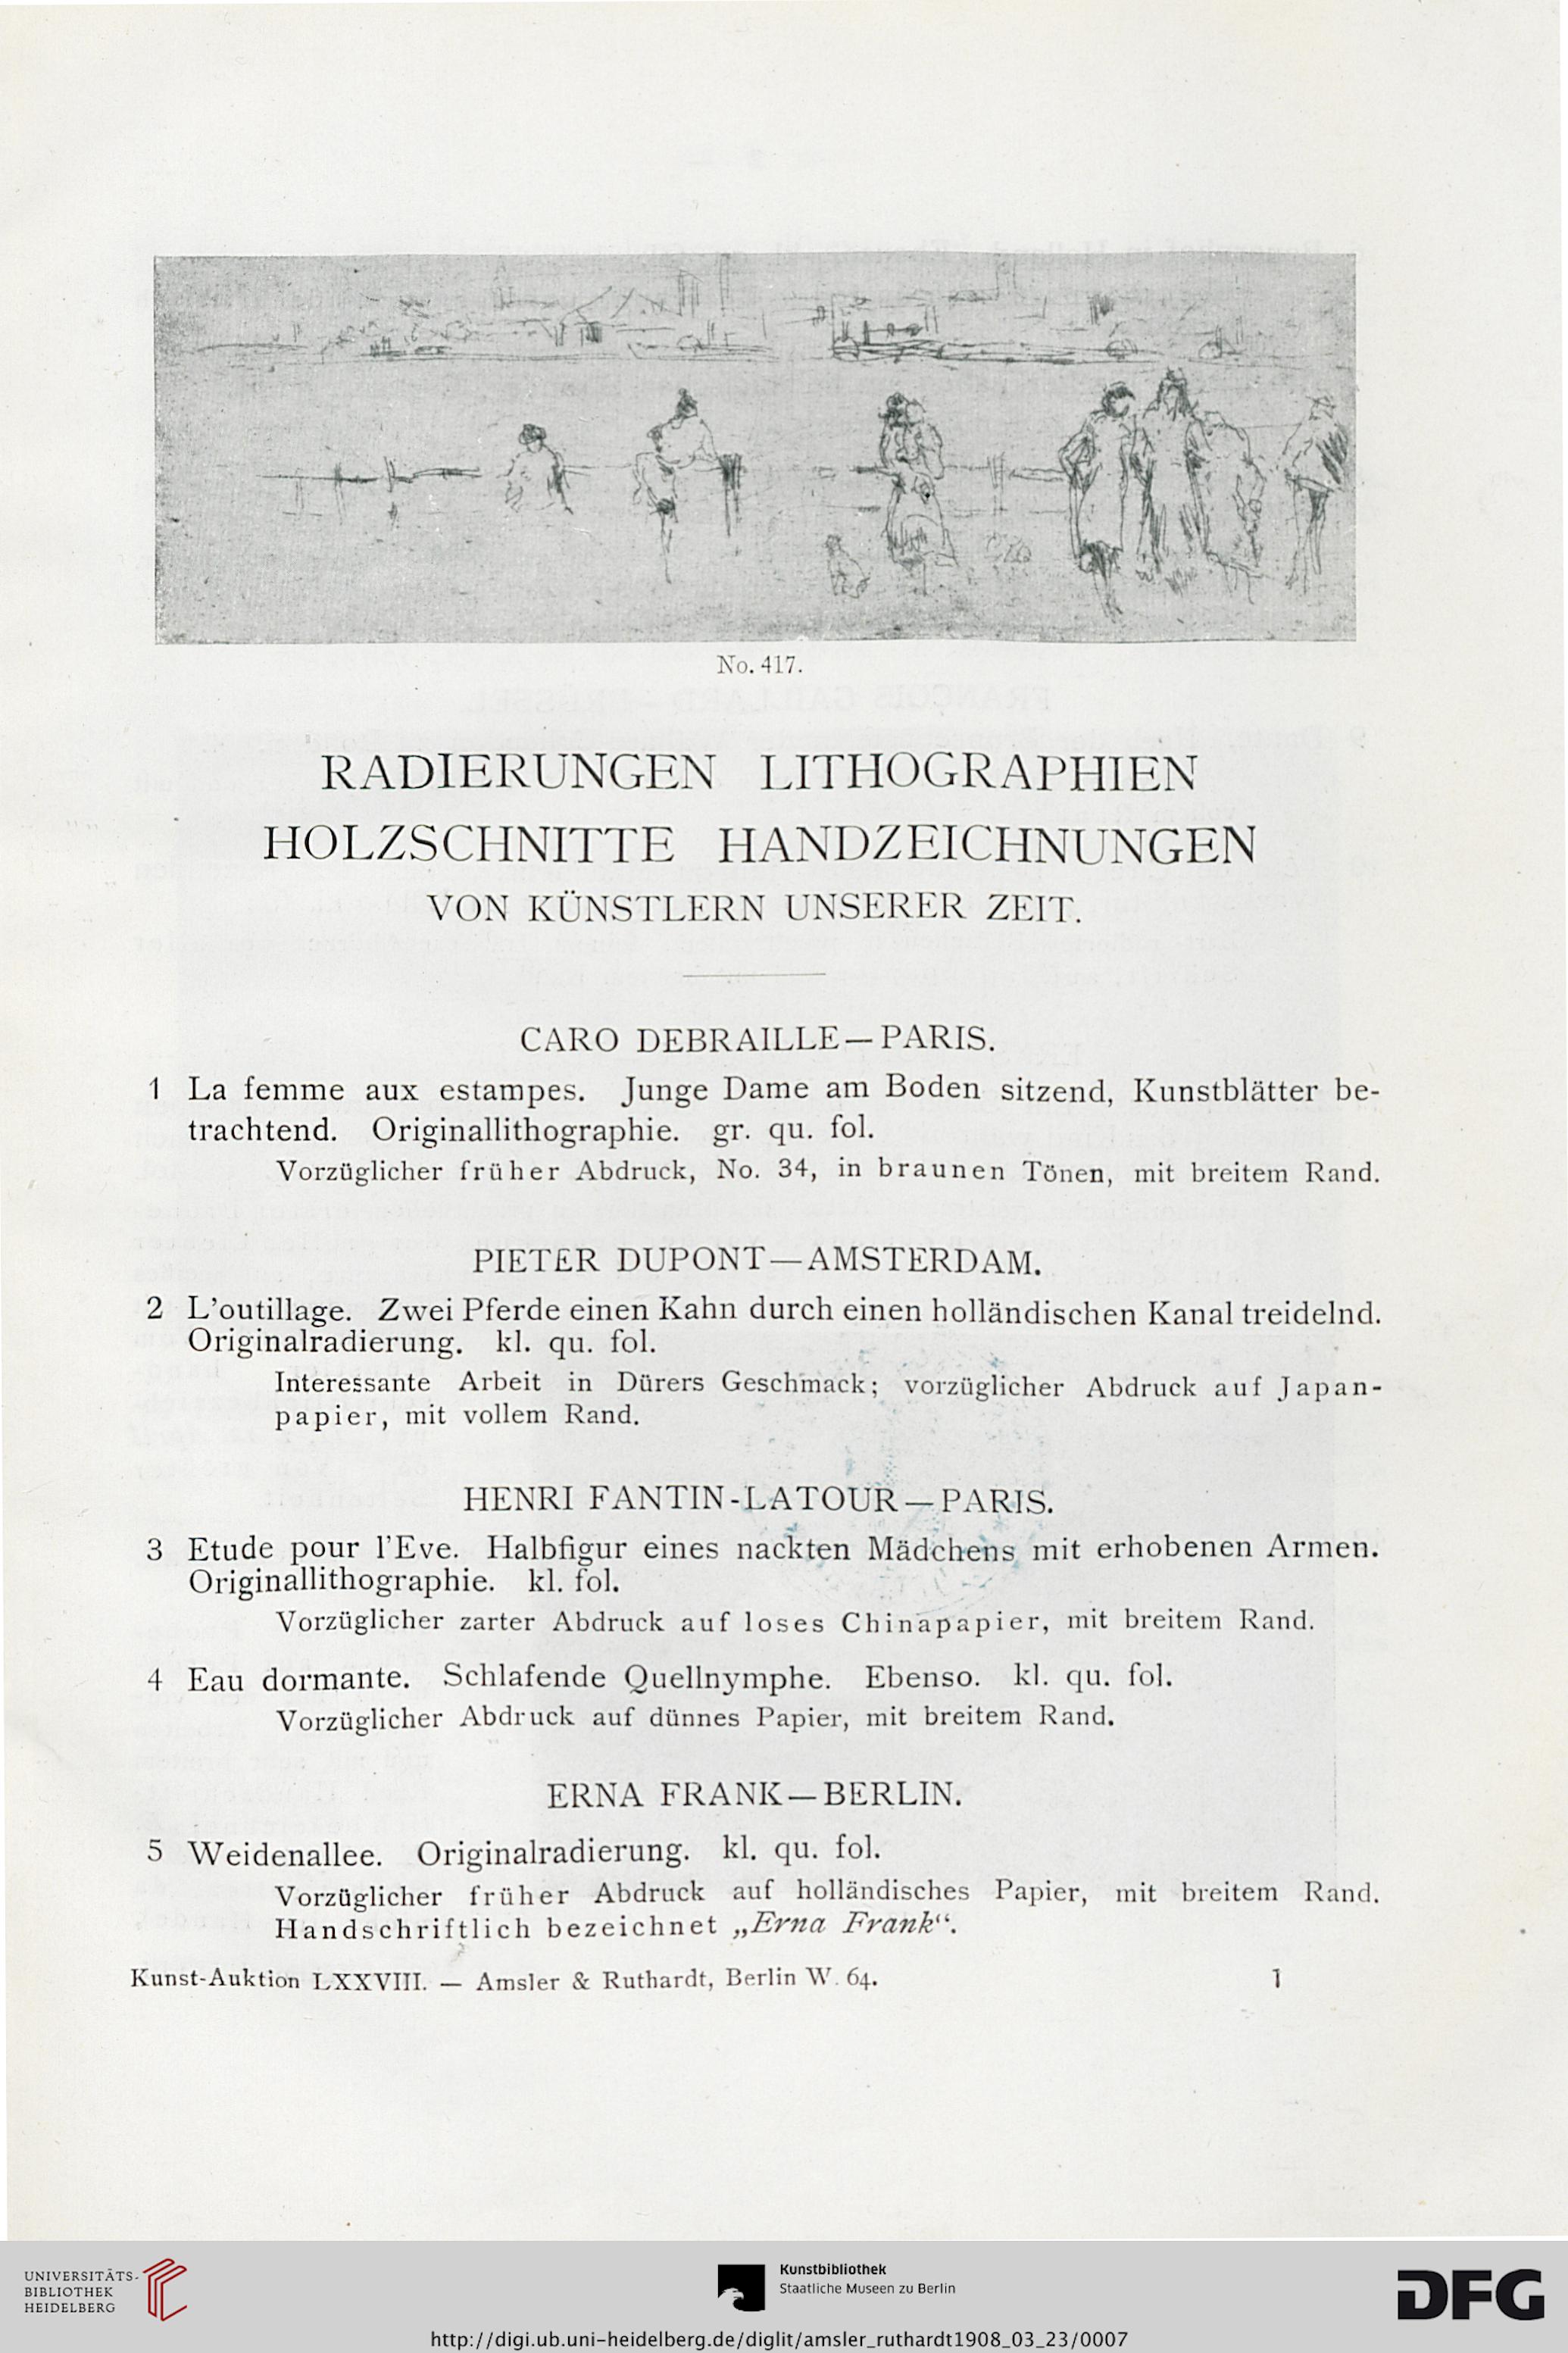 No. 417.
RADIERUNGEN LITHOGRAPHIEN
HOLZSCHNITTE HANDZEICHNUNGEN
VON KÜNSTLERN UNSERER ZEIT.
CARO DEBRAILLE—PARIS.
1 La femme aux estampes. Junge Dame am Boden sitzend, Kunstblätter be-
trachtend. Originallithographie. gr. qu. fol.
Vorzüglicher früher Abdruck, No. 34, in braunen Tönen, mit breitem Rand.
PIETER DUPONT—AMSTERDAM.
2 L'outillage. Zwei Pferde einen Kahn durch einen holländischen Kanal treidelnd.
Originalradierung. kl. qu. fol.
Interessante Arbeit in Dürers Geschmack; vorzüglicher Abdruck auf Japan-
papier, mit vollem Rand.
HENRI FANTIN-LATOUR—PARIS.
3 Etude pour l'Eve. Halbfigur eines nackten Mädchens mit erhobenen Armen.
Originallithographie. kl. fol.
Vorzüglicher zarter Abdruck auf loses Chinapapier, mit breitem Rand.
4 Eau dormante. Schlafende Quellnymphe. Ebenso. kl. qu. fol.
Vorzüglicher Abdruck auf dünnes Papier, mit breitem Rand.
ERNA FRANK—BERLIN.
5 Weidenallee. Originalradierung. kl. qu. fol.
Vorzüglicher früher Abdruck auf holländisches Papier, mit breitem Rand.
Handschriftlich bezeichnet „Erna Frank“.
Kunst-Auktion LXXVIII. — Amsler & Ruthardt, Berlin W. 64. 1
UNIVERSITÄTS-
BIBLIOTHEK
HEIDELBERG
Kunstbibliothek
Staatliche Museen zu Berlin
DFG
http://digi.ub.uni-heidelberg.de/diglit/amsler_ruthardt1908_03_23/0007